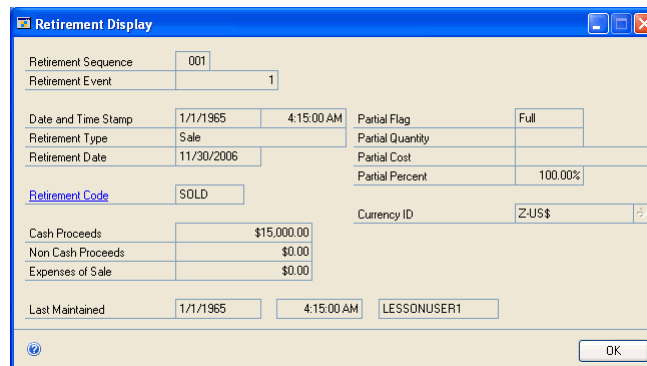 Retirement Display
Retirement Sequence 001
Retirement Event 1
Date and Time Stamp 1/1/1965 4:15:00 AM Partial Flag Full
Retirement Type Sale Partial Quantity
Retirement Date 11/30/2006 Partial Cost
Partial Percent 100.00%
Retirement Code SOLD
Currency ID Z-US$
Cash Proceeds $15,000.00
Non Cash Proceeds $0.00
Expenses of Sale $0.00
Last Maintained 1/1/1965 4:15:00 AM LESSONUSER1
OK